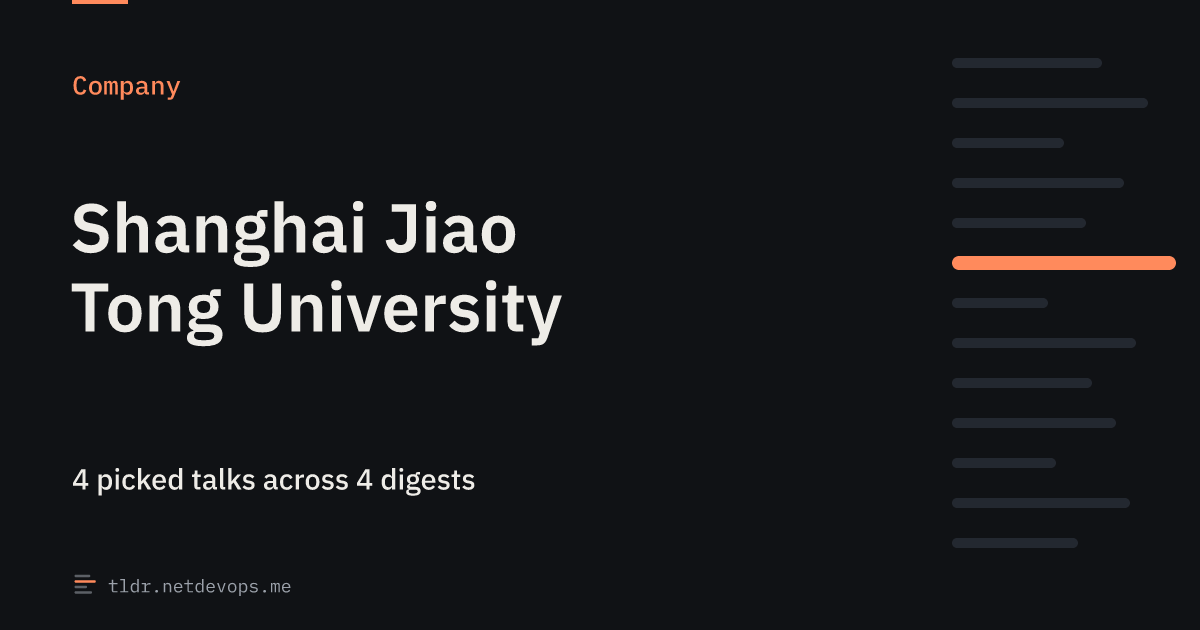 Company
Shanghai Jiao
Tong University
4 picked talks across 4 digests
tldr.netdevops.me